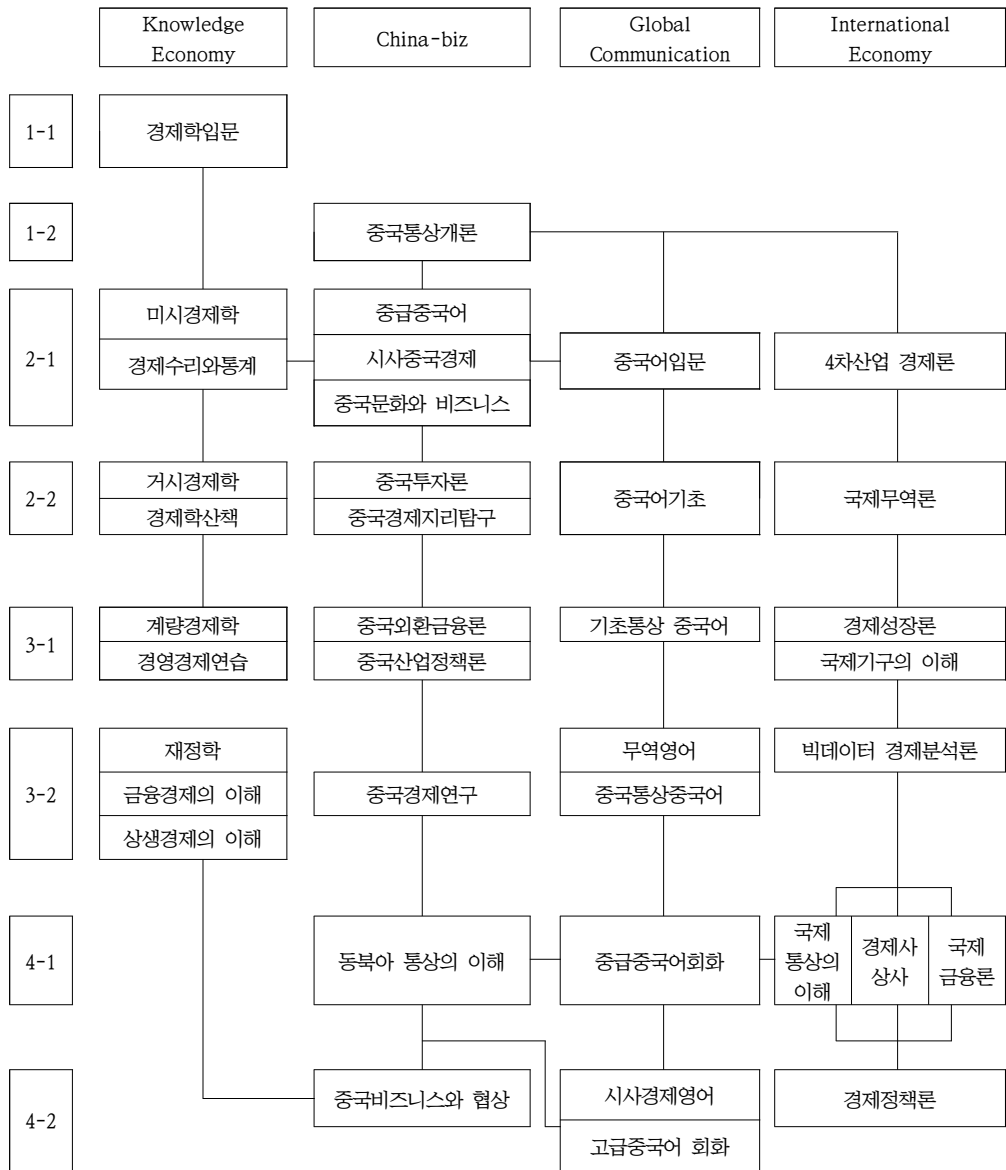 Knowledge
Economy
China-biz
Global
Communication
International
Economy
1-1
경제학입문
1-2
중국통상개론
2-1
미시경제학
경제수리와통계
중급중국어
시사중국경제
중국문화와 비즈니스
중국어입문
4차산업 경제론
2-2
거시경제학
경제학산책
중국투자론
중국경제지리탐구
중국어기초
국제무역론
3-1
계량경제학
경영경제연습
중국외환금융론
중국산업정책론
기초통상 중국어
경제성장론
국제기구의 이해
3-2
재정학
금융경제의 이해
상생경제의 이해
중국경제연구
무역영어
중국통상중국어
빅데이터 경제분석론
4-1
동북아 통상의 이해
중급중국어회화
국제
통상의
이해
경제사
상사
국제
금융론
4-2
중국비즈니스와 협상
시사경제영어
고급중국어 회화
경제정책론